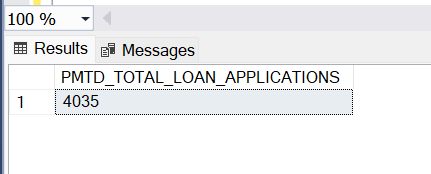 100 %
Results Messages
PMTD_TOTAL_LOAN_APPLICATIONS
1 4035